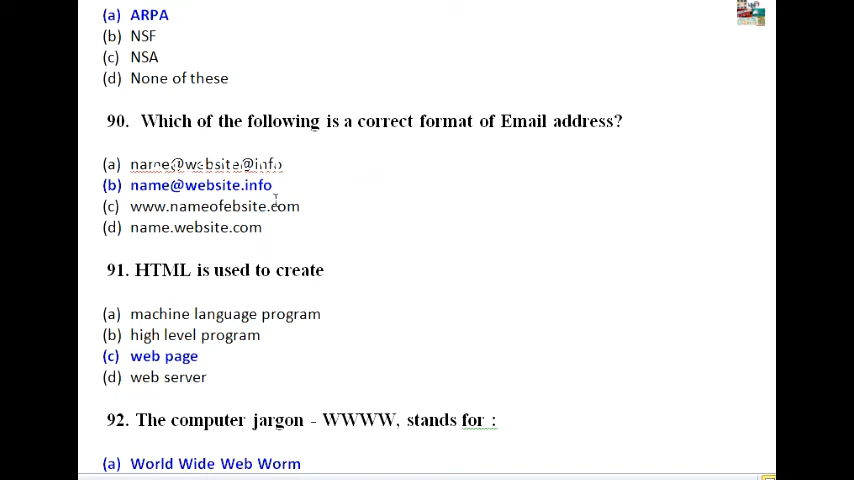 (a) ARPA
(b) NSF
(c) NSA
(d) None of these
90. Which of the following is a correct format of Email address?
(a) name@website@info
(b) name@website.info
(c) www.nameofebsite.com
(d) name.website.com
91. HTML is used to create
(a) machine language program
(b) high level program
(c) web page
(d) web server
92. The computer jargon - WWWW, stands for :
(a) World Wide Web Worm